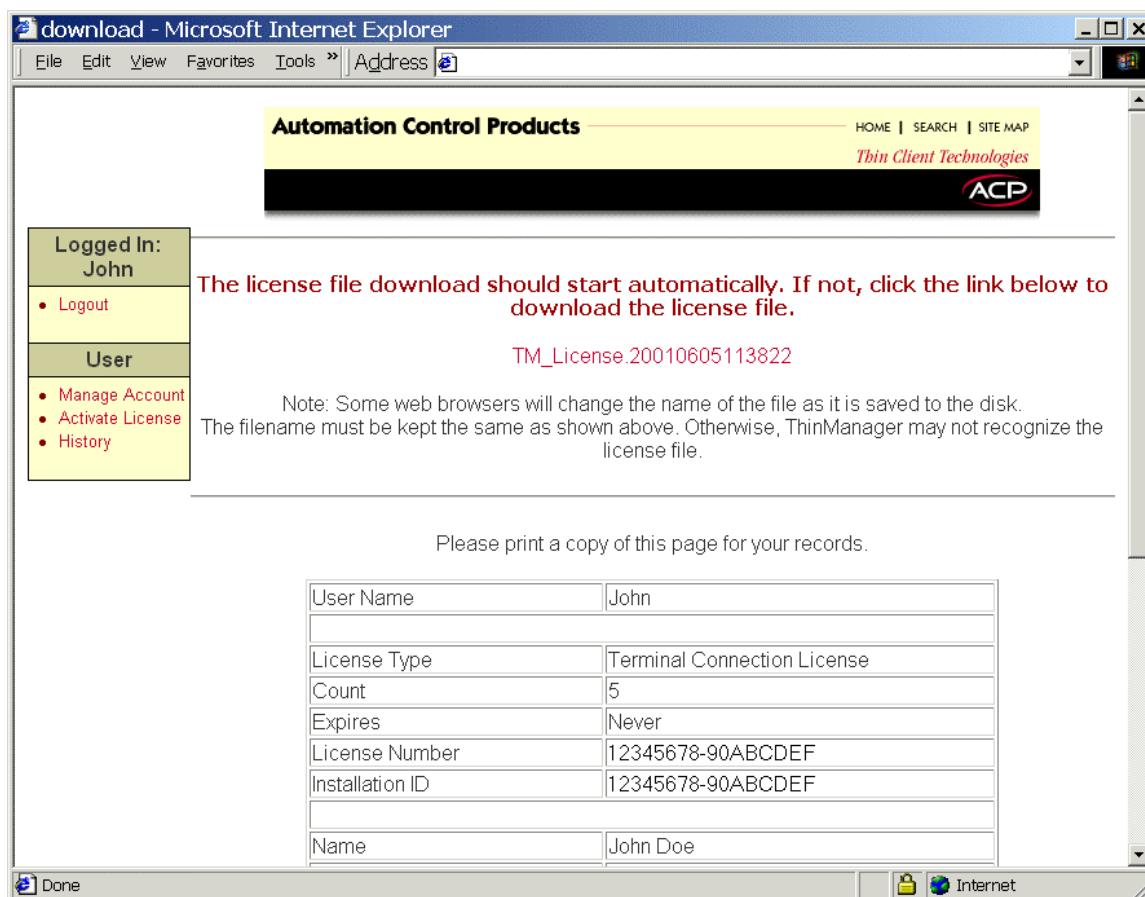 download - Microsoft Internet Explorer
File Edit View Favorites Tools » Address
Automation Control Products
HOME | SEARCH | SITE MAP
Thin Client Technologies
ACP
Logged In:
John
• Logout
User
• Manage Account
• Activate License
• History
The license file download should start automatically. If not, click the link below to
download the license file.
TM_License.20010605113822
Note: Some web browsers will change the name of the file as it is saved to the disk.
The filename must be kept the same as shown above. Otherwise, ThinManager may not recognize the
license file.
Please print a copy of this page for your records.
User Name John
License Type Terminal Connection License
Count 5
Expires Never
License Number 12345678-90ABCDEF
Installation ID 12345678-90ABCDEF
Name John Doe
Done Internet